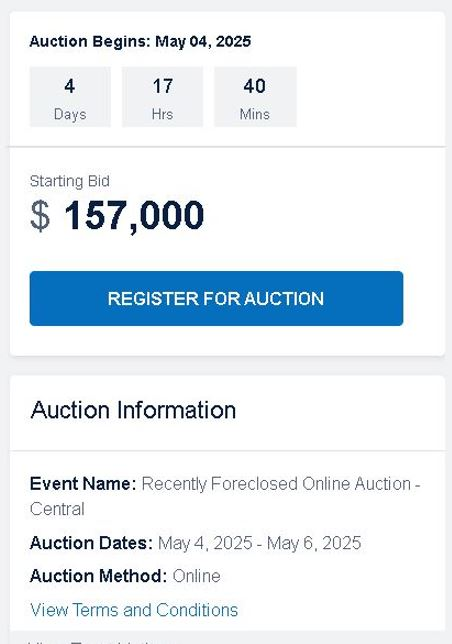 Auction Begins: May 04, 2025
4 17 40
Days Hrs Mins
Starting Bid
$ 157,000
REGISTER FOR AUCTION
Auction Information
Event Name: Recently Foreclosed Online Auction -
Central
Auction Dates: May 4, 2025 - May 6, 2025
Auction Method: Online
View Terms and Conditions